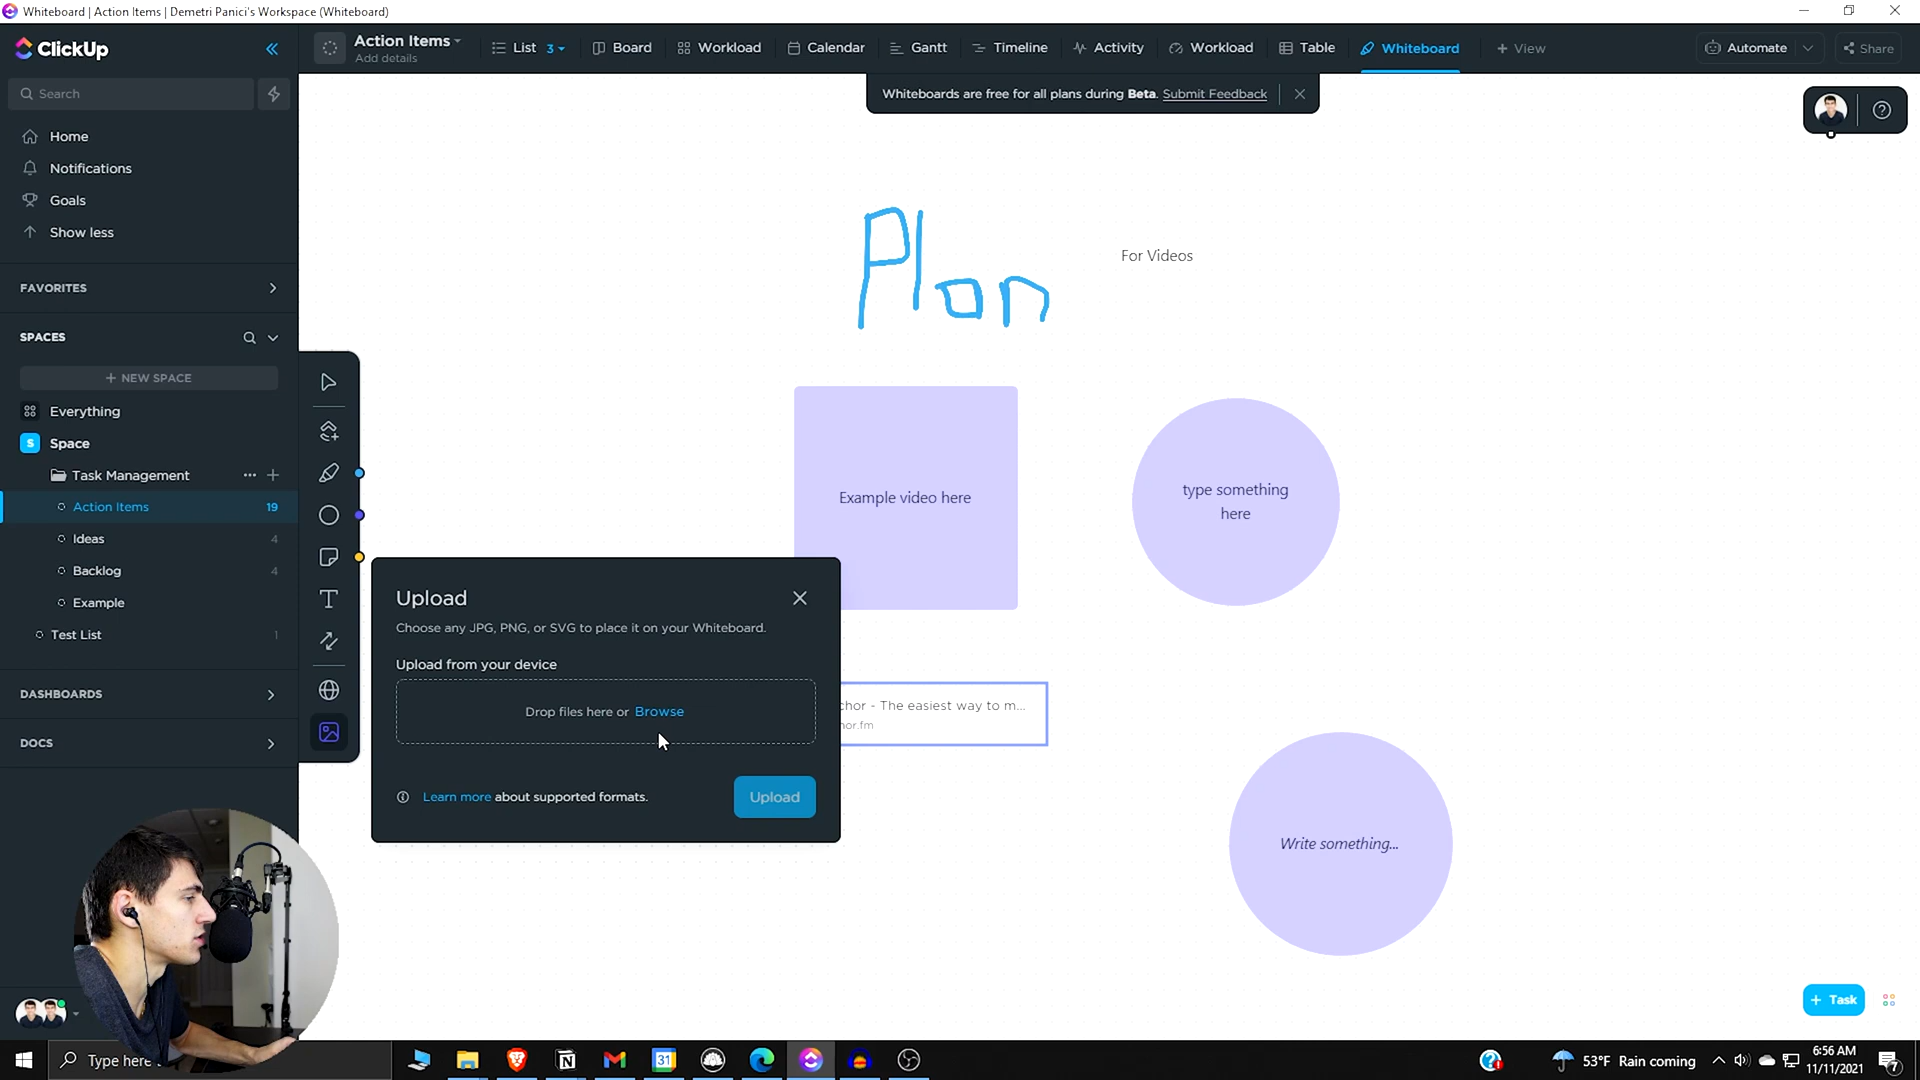 Whiteboard | Action Items | Demetri Panici's Workspace (Whiteboard)
ClickUp
Action Items
Add details
List 3
Board
Workload
Calendar
Gantt
Timeline
Activity
Workload
Table
Whiteboard
+ View
Automate
Share
Whiteboards are free for all plans during Beta. Submit Feedback
Search
Home
Notifications
Goals
Show less
FAVORITES
SPACES
+ NEW SPACE
Everything
S Space
Task Management
Action Items 19
Ideas 4
Backlog 4
Example
Test List 1
DASHBOARDS
DOCS
Plan
For Videos
Example video here
type something
here
Upload
Choose any JPG, PNG, or SVG to place it on your Whiteboard.
Upload from your device
Drop files here or Browse
Learn more about supported formats.
Upload
chor - The easiest way to m...
nor.fm
Write something...
+ Task
Type here
31
53°F Rain coming
6:56 AM
11/11/2021
7